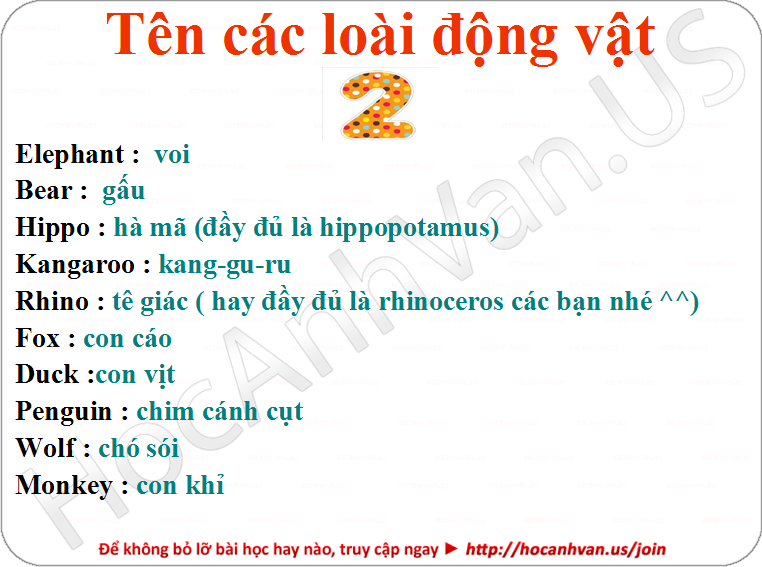 Tên các loài động vật
2
Elephant : voi
Bear : gấu
Hippo : hà mã (đầy đủ là hippopotamus)
Kangaroo : kang-gu-ru
Rhino : tê giác ( hay đầy đủ là rhinoceros các bạn nhé ^^)
Fox : con cáo
Duck :con vịt
Penguin : chim cánh cụt
Wolf : chó sói
Monkey : con khỉ
HocAnhVan.US
Để không bỏ lỡ bài học hay nào, truy cập ngay ► http://hocanhvan.us/join